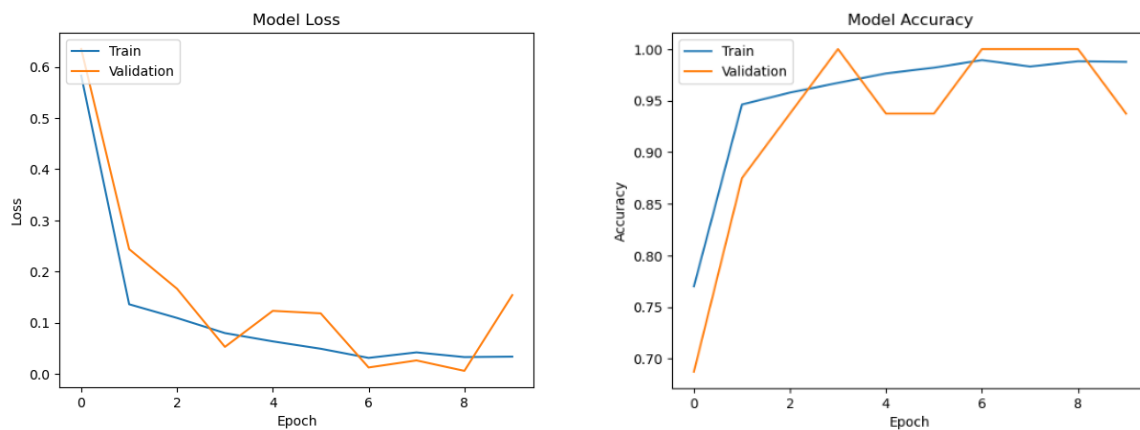 Model Loss
Train
Validation
0.6
0.5
0.4
0.3
0.2
0.1
0.0
Loss
0 2 4 6 8
Epoch
Model Accuracy
Train
Validation
1.00
0.95
0.90
0.85
0.80
0.75
0.70
Accuracy
0 2 4 6 8
Epoch